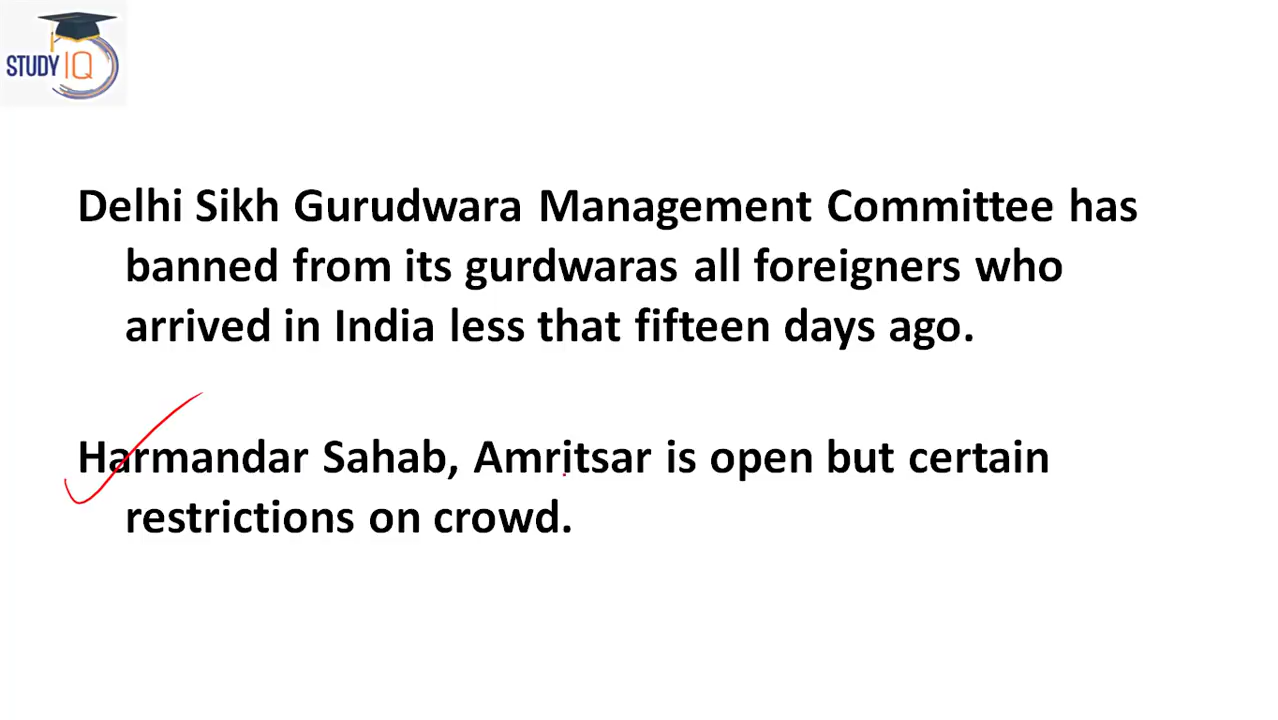 STUDY IQ
Delhi Sikh Gurudwara Management Committee has
banned from its gurdwaras all foreigners who
arrived in India less that fifteen days ago.
Harmandar Sahab, Amritsar is open but certain
restrictions on crowd.